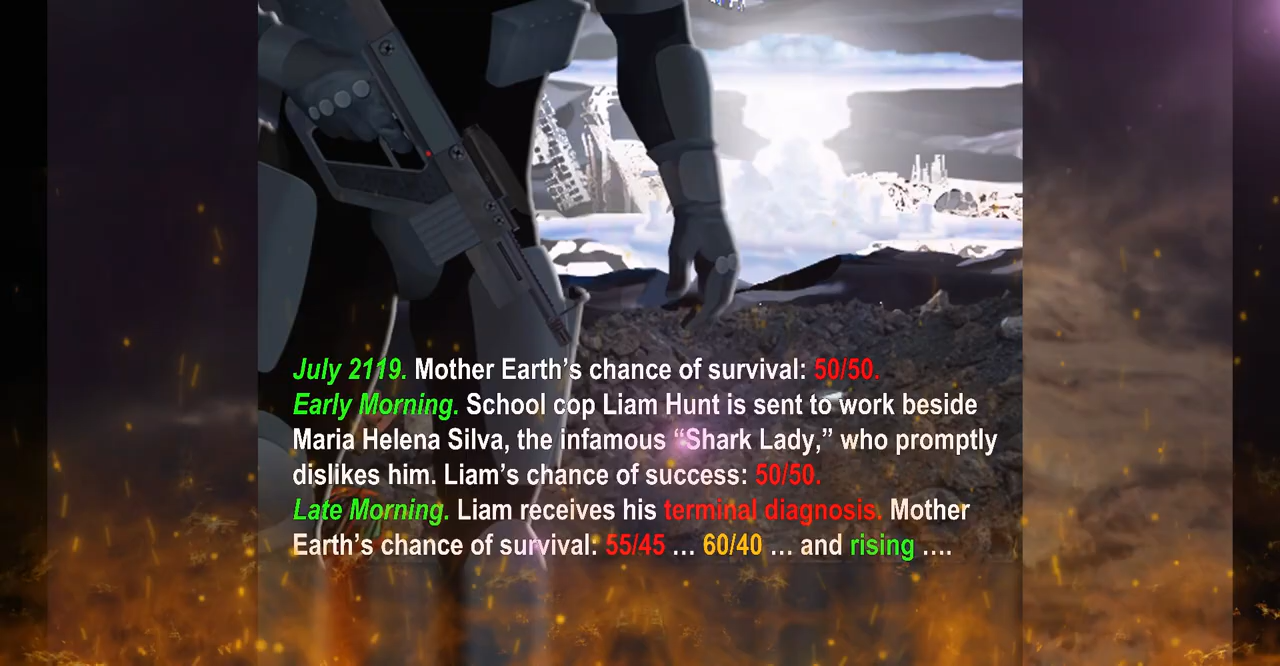 July 2119. Mother Earth’s chance of survival: 50/50.
Early Morning. School cop Liam Hunt is sent to work beside
Maria Helena Silva, the infamous “Shark Lady,” who promptly
dislikes him. Liam’s chance of success: 50/50.
Late Morning. Liam receives his terminal diagnosis. Mother
Earth’s chance of survival: 55/45 … 60/40 … and rising ….